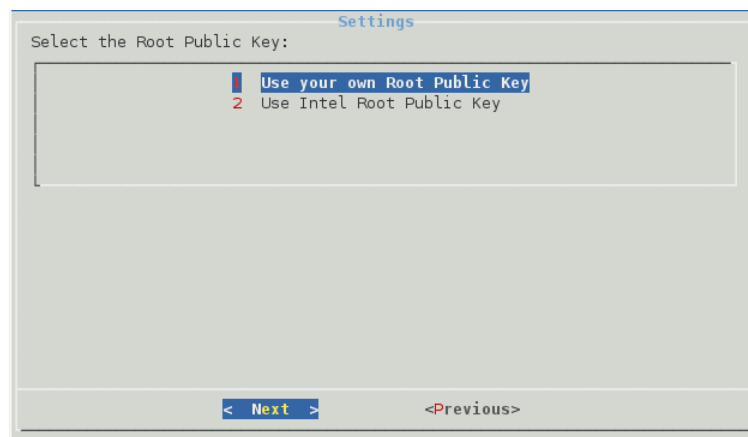 Settings
Select the Root Public Key:
1 Use your own Root Public Key
2 Use Intel Root Public Key
< Next > <Previous>